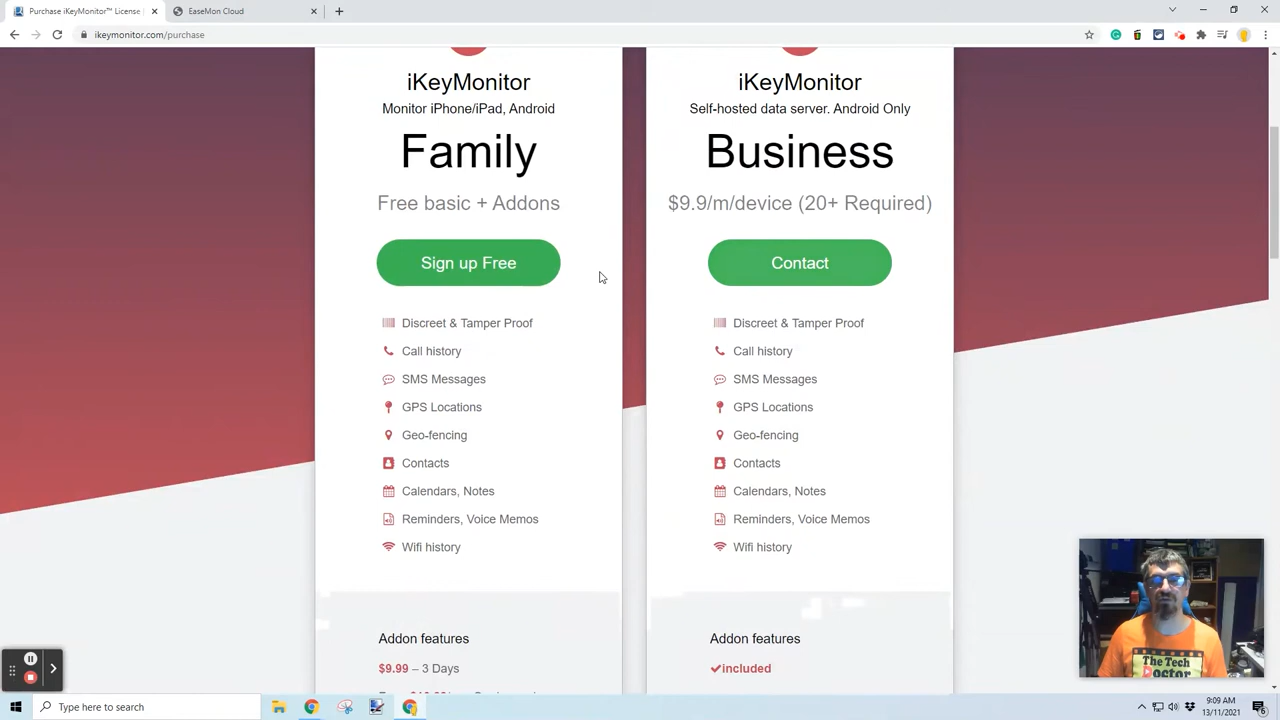 Purchase iKeyMonitor™ License
EaseMon Cloud
ikeymonitor.com/purchase
iKeyMonitor
Monitor iPhone/iPad, Android
Family
Free basic + Addons
Sign up Free
Discreet & Tamper Proof
Call history
SMS Messages
GPS Locations
Geo-fencing
Contacts
Calendars, Notes
Reminders, Voice Memos
Wifi history
Addon features
$9.99 – 3 Days
iKeyMonitor
Self-hosted data server. Android Only
Business
$9.9/m/device (20+ Required)
Contact
Discreet & Tamper Proof
Call history
SMS Messages
GPS Locations
Geo-fencing
Contacts
Calendars, Notes
Reminders, Voice Memos
Wifi history
Addon features
included
The Tech
Doctor
Type here to search
9:09 AM
13/11/2021